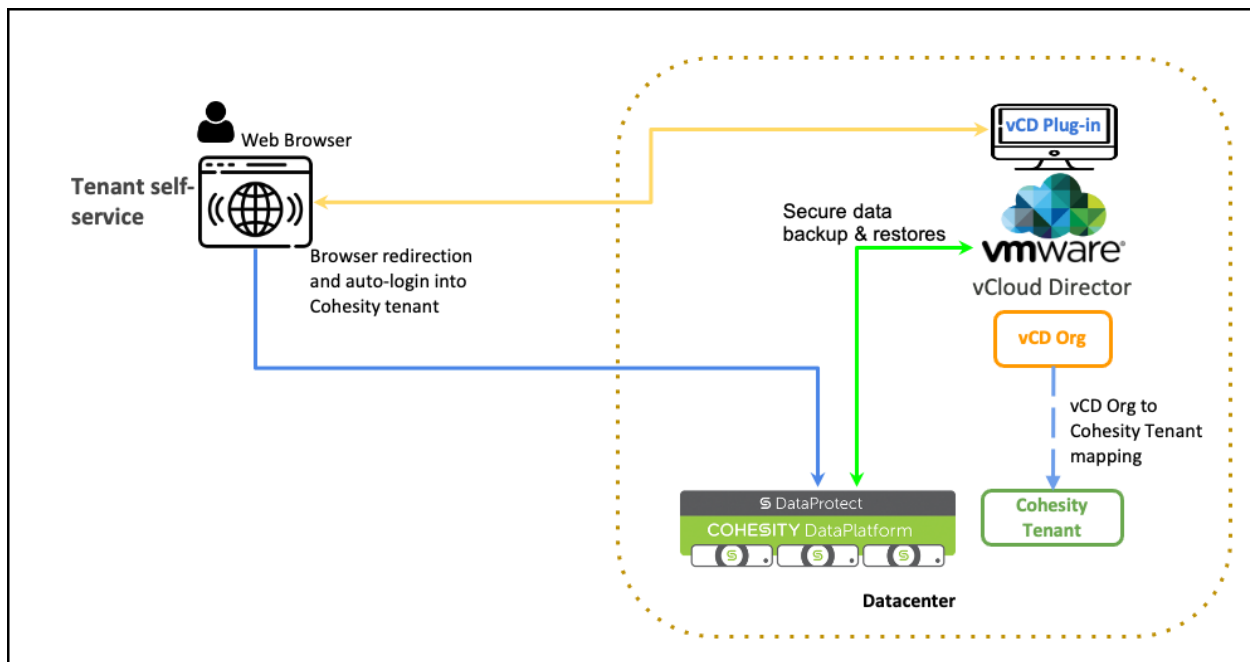 Web Browser
Tenant self-
service
Browser redirection
and auto-login into
Cohesity tenant
vCD Plug-in
Secure data
backup & restores
vmware®
vCloud Director
vCD Org
vCD Org to
Cohesity Tenant
mapping
Cohesity
Tenant
DataProtect
COHESITY DataPlatform
Datacenter